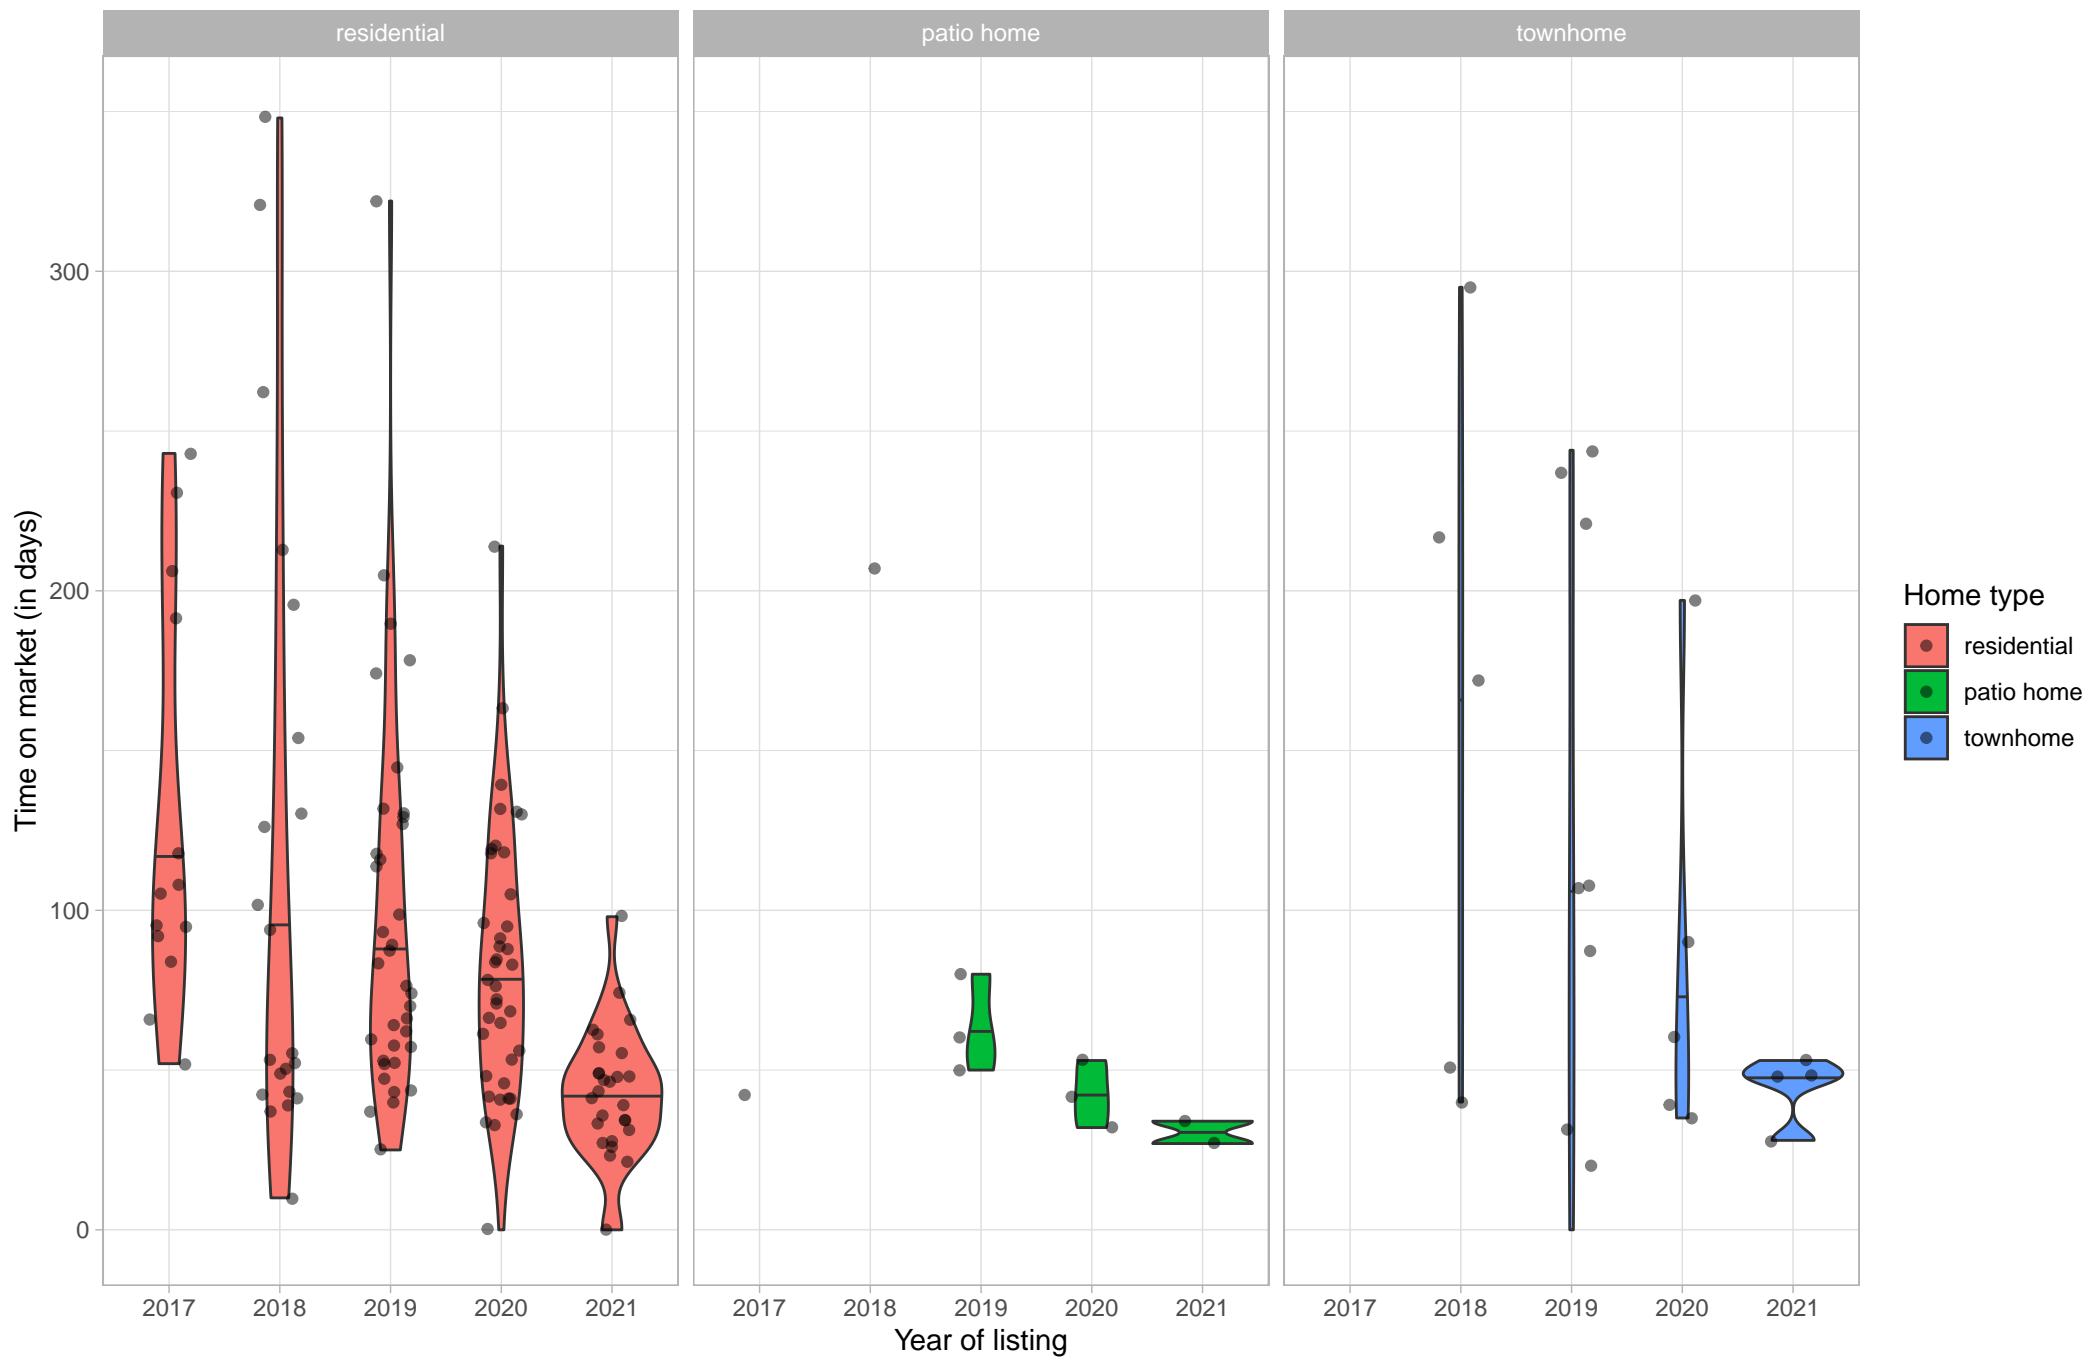 residential
patio home
townhome
Time on market (in days)
300
200
100
0
2017 2018 2019 2020 2021
2017 2018 2019 2020 2021
2017 2018 2019 2020 2021
Year of listing
Home type
residential
patio home
townhome